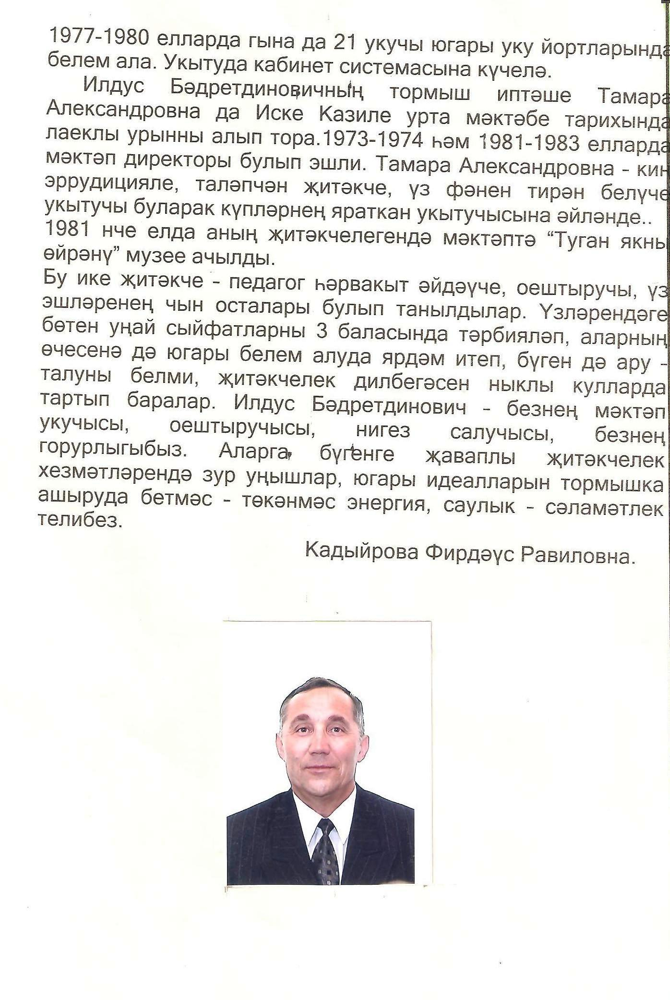 1977-1980 елларда гына да 21 укучы югары уку йортларында
белем ала. Укытуда кабинет системасына күчелә.
Илдус Бәдретдиновичның тормыш иптәше Тамара
Александровна да Иске Казиле урта мәктәбе тарихында
лаеклы урынны алып тора.1973-1974 һәм 1981-1983 елларда
мәктәп директоры булып эшли. Тамара Александровна - киң
эррудицияле, таләпчән җитәкче, үз фәнен тирән белүче
укытучы буларак күпләрнең яраткан укытучысына әйләнде..
1981 нче елда аның җитәкчелегендә мәктәптә “Туган якны
өйрәнү” музее ачылды.
Бу ике җитәкче - педагог һәрвакыт әйдәүче, оештыручы, үз
эшләренең чын осталары булып танылдылар. Үзләрендәге
бөтен уңай сыйфатларны 3 баласында тәрбияләп, аларның
өчесенә дә югары белем алуда ярдәм итеп, бүген дә ару -
талуны белми, җитәкчелек дилбегәсен ныклы кулларда
тартып баралар. Илдус Бәдретдинович - безнең мәктәп
укучысы, оештыручысы, нигез салучысы, безнең
горурлыгыбыз. Аларга, бүгенге җаваплы җитәкчелек
хезмәтләрендә зур уңышлар, югары идеалларын тормышка
ашыруда бетмәс - төкәнмәс энергия, саулык - сәламәтлек
телибез.
Кадыйрова Фирдәүс Равиловна.